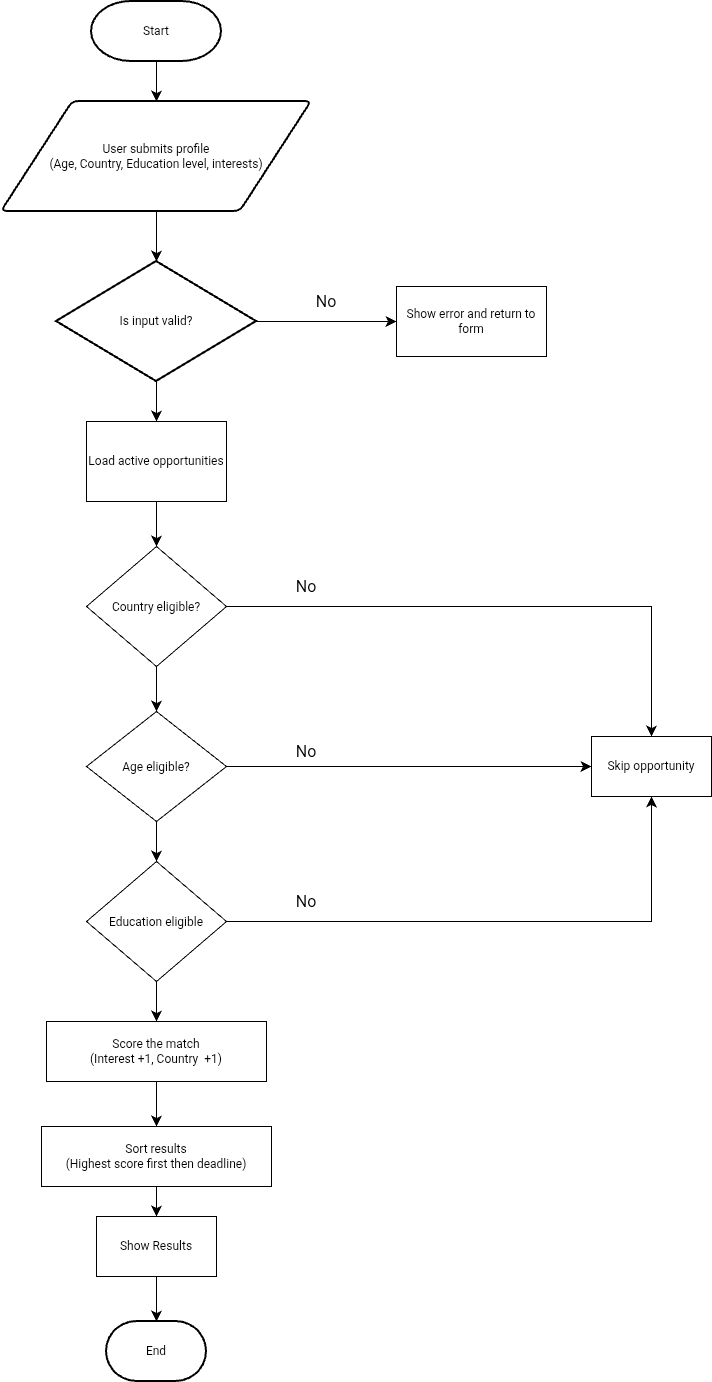 Start
User submits profile
(Age, Country, Education level, interests)
Is input valid?
No
Show error and return to
form
Load active opportunities
Country eligible?
No
Age eligible?
No
Skip opportunity
Education eligible
No
Score the match
(Interest +1, Country  +1)
Sort results
(Highest score first then deadline)
Show Results
End